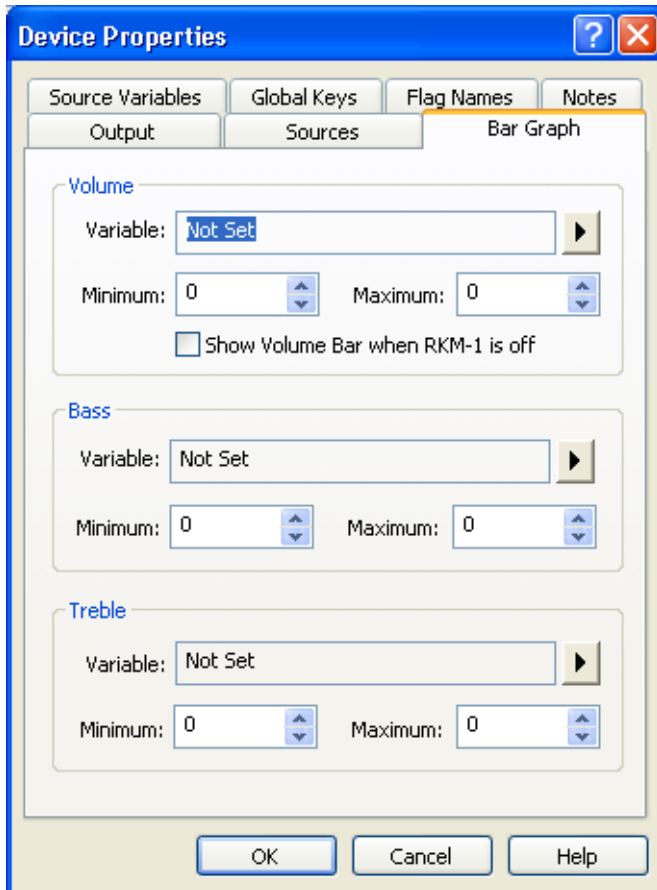 Device Properties
Source Variables Global Keys Flag Names Notes
Output Sources Bar Graph
Volume
Variable: Not Set
Minimum: 0 Maximum: 0
Show Volume Bar when RKM-1 is off
Bass
Variable: Not Set
Minimum: 0 Maximum: 0
Treble
Variable: Not Set
Minimum: 0 Maximum: 0
OK Cancel Help